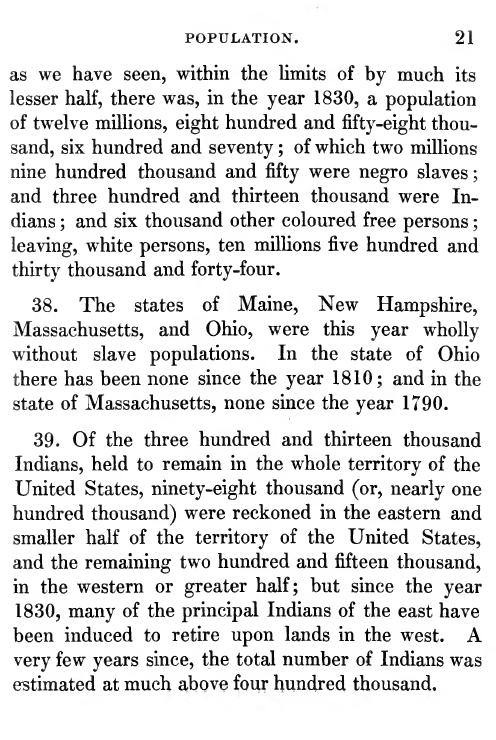 POPULATION. 21
as we have seen, within the limits of by much its
lesser half, there was, in the year 1830, a population
of twelve millions, eight hundred and fifty-eight thou-
sand, six hundred and seventy; of which two millions
nine hundred thousand and fifty were negro slaves;
and three hundred and thirteen thousand were In-
dians; and six thousand other coloured free persons;
leaving, white persons, ten millions five hundred and
thirty thousand and forty-four.
38. The states of Maine, New Hampshire,
Massachusetts, and Ohio, were this year wholly
without slave populations. In the state of Ohio
there has been none since the year 1810; and in the
state of Massachusetts, none since the year 1790.
39. Of the three hundred and thirteen thousand
Indians, held to remain in the whole territory of the
United States, ninety-eight thousand (or, nearly one
hundred thousand) were reckoned in the eastern and
smaller half of the territory of the United States,
and the remaining two hundred and fifteen thousand,
in the western or greater half; but since the year
1830, many of the principal Indians of the east have
been induced to retire upon lands in the west. A
very few years since, the total number of Indians was
estimated at much above four hundred thousand.